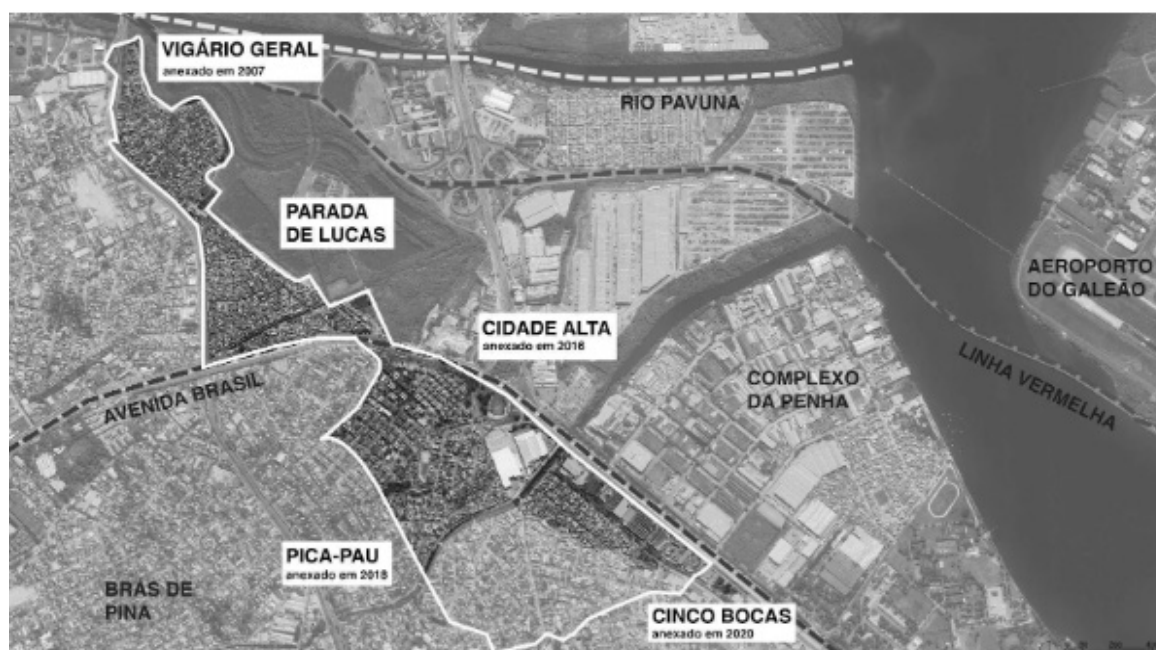 VIGÁRIO GERAL
anexado em 2007
RIO PAVUNA
PARADA
DE LUCAS
AEROPORTO
DO GALEÃO
CIDADE ALTA
anexado em 2016
LINHA VERMELHA
COMPLEXO
DA PENHA
AVENIDA BRASIL
PICA-PAU
anexado em 2018
BRAS DE
PINA
CINCO BOCAS
anexado em 2020